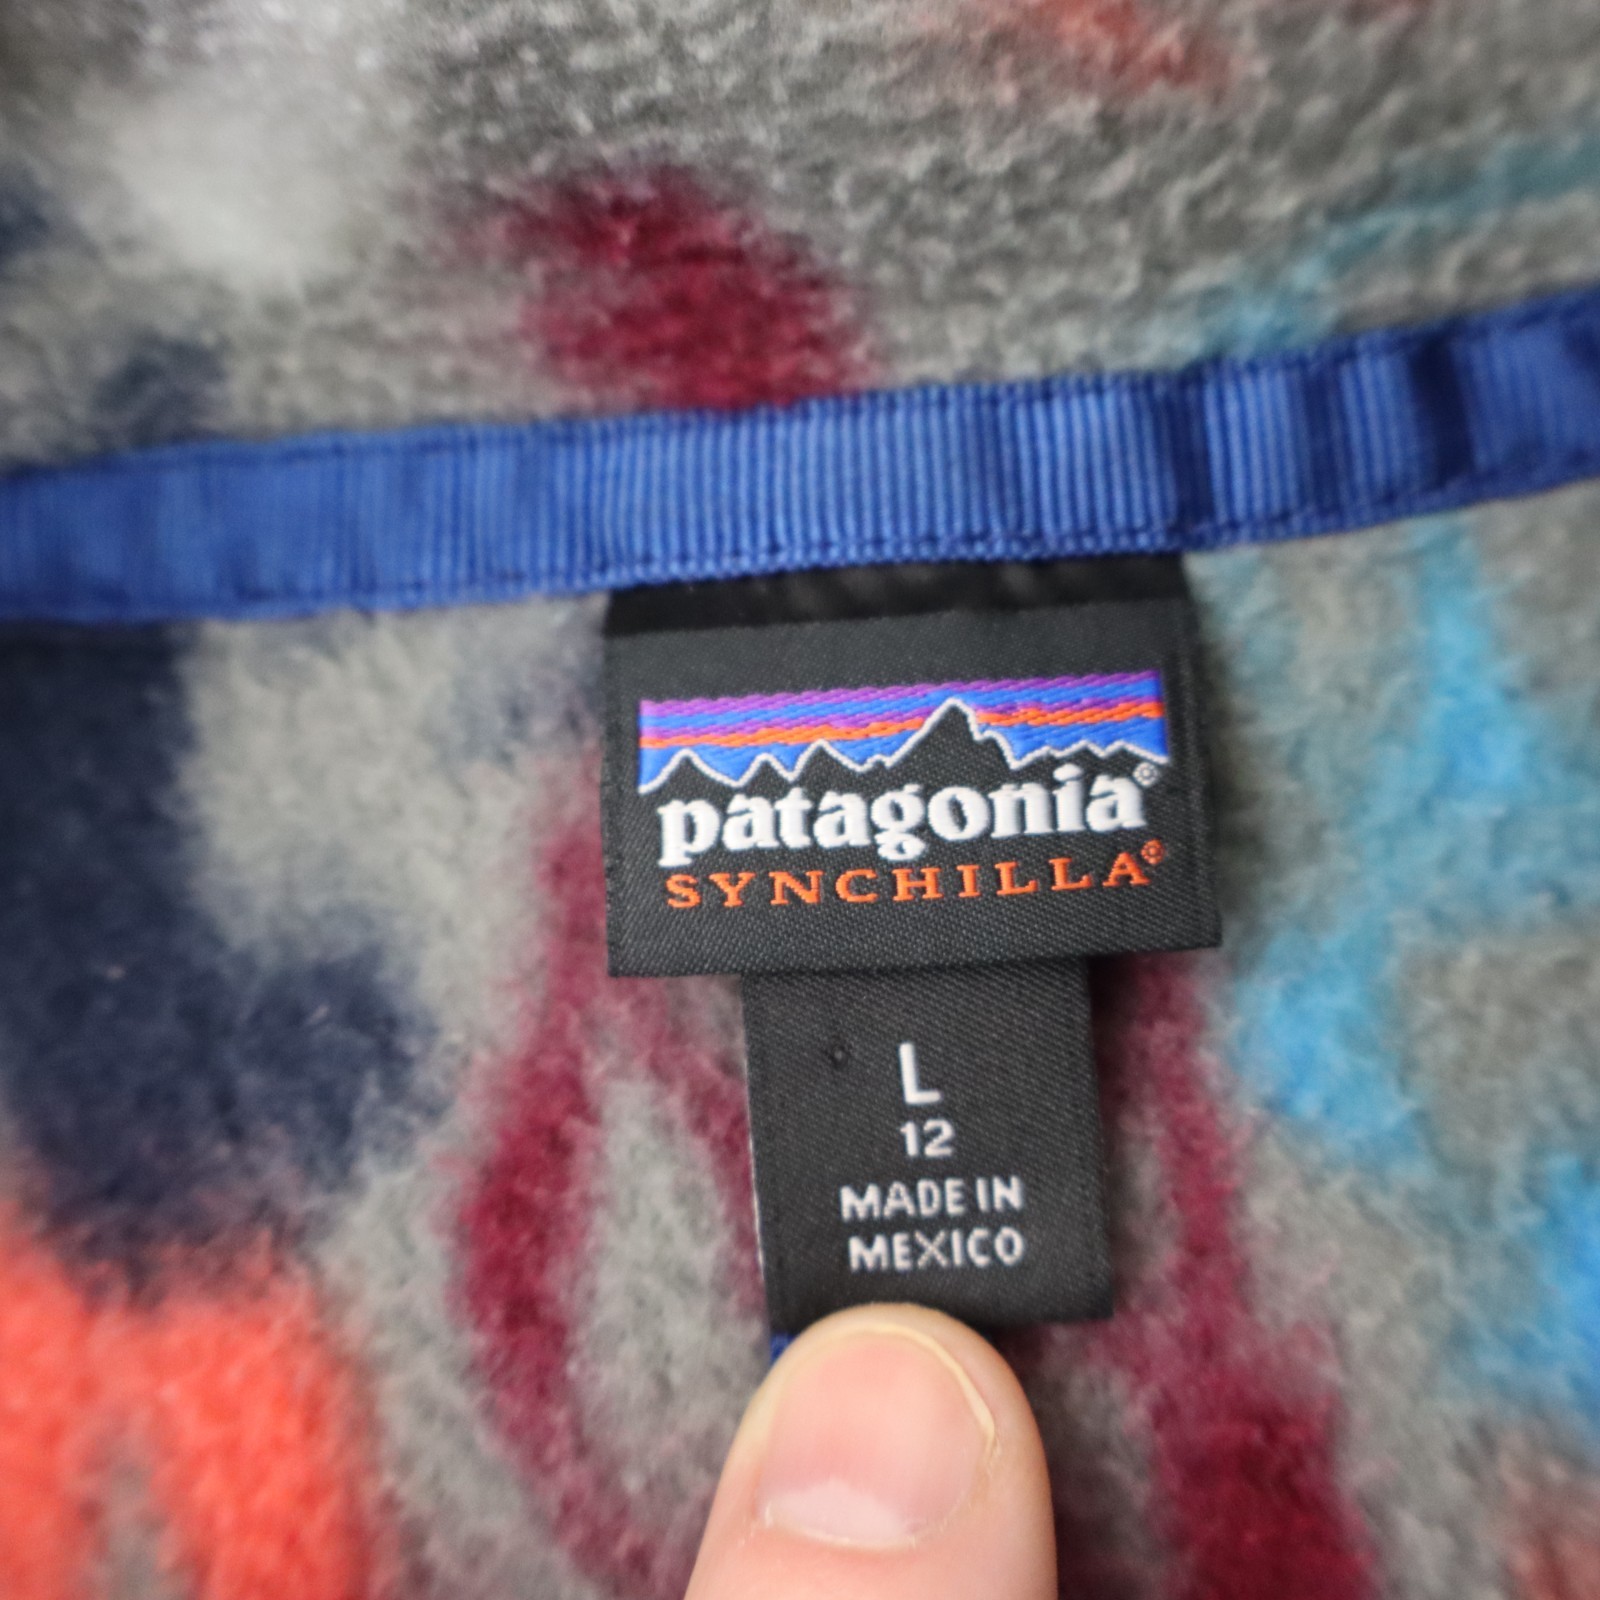 patagonia®
SYNCHILLA®
L
12
MADE IN
MEXICO